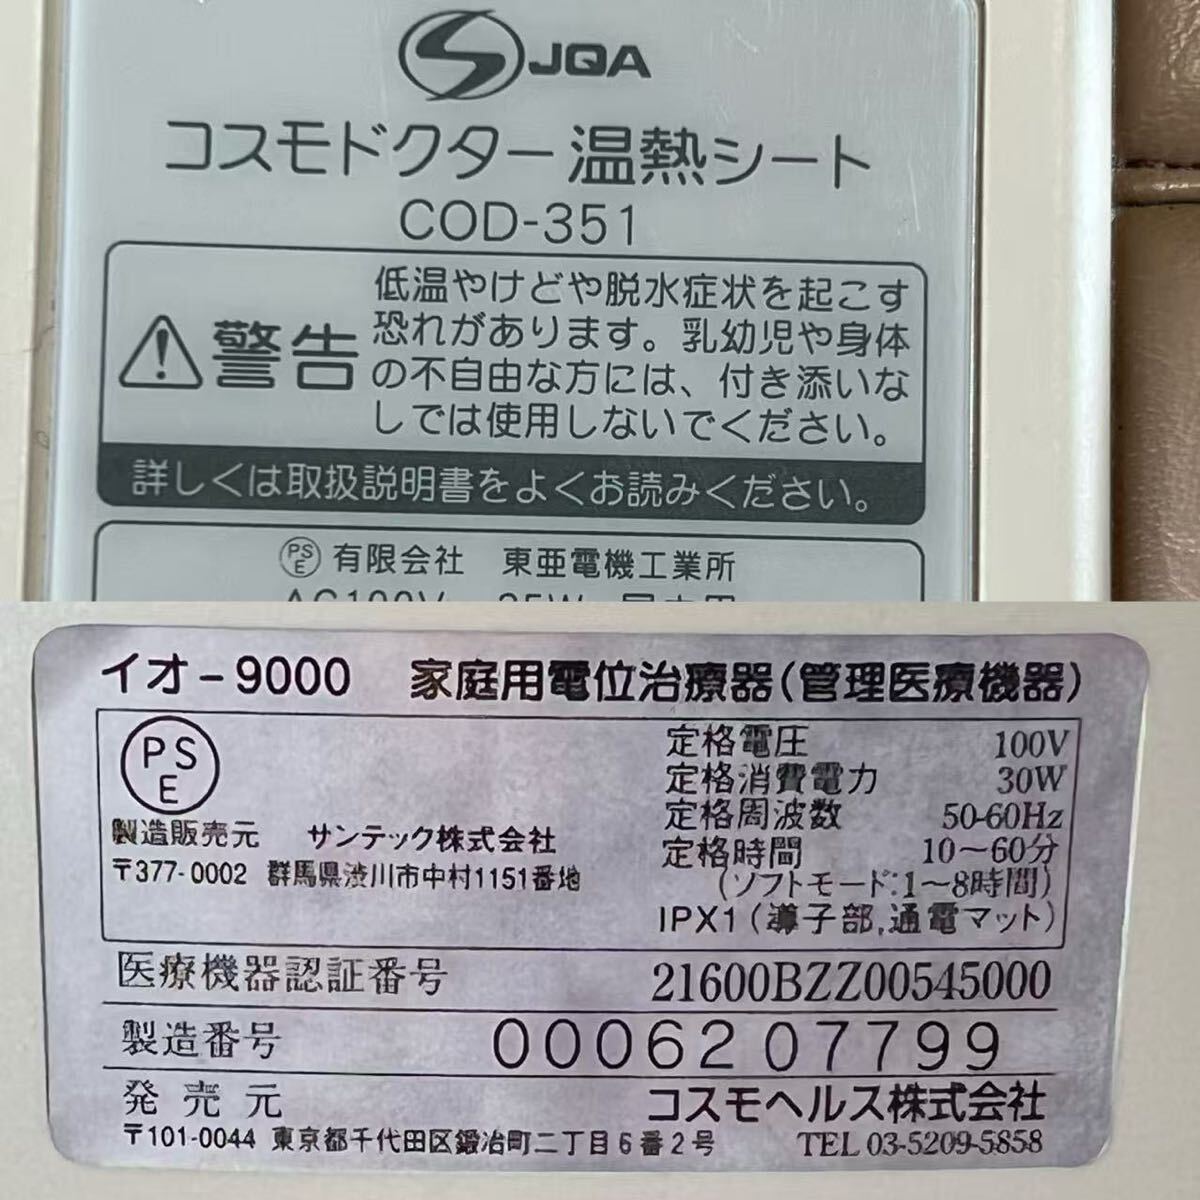 JQA
コスモドクター温熱シート
COD-351
警告
低温やけどや脱水症状を起こす
恐れがあります。乳幼児や身体
の不自由な方には、付き添いな
しでは使用しないでください。
詳しくは取扱説明書をよくお読みください。
PSE 有限会社 東亜電機工業所
イオ-9000 家庭用電位治療器(管理医療機器)
PSE
定格電圧 100V
定格消費電力 30W
定格周波数 50-60Hz
定格時間 10～60分
(ソフトモード:1～8時間)
IPX1(導子部,通電マット)
製造販売元 サンテック株式会社
〒377-0002 群馬県渋川市中村1151番地
医療機器認証番号 21600BZZ00545000
製造番号 0006207799
発売元 コスモヘルス株式会社
〒101-0044 東京都千代田区鍛冶町二丁目6番2号 TEL 03-5209-5858